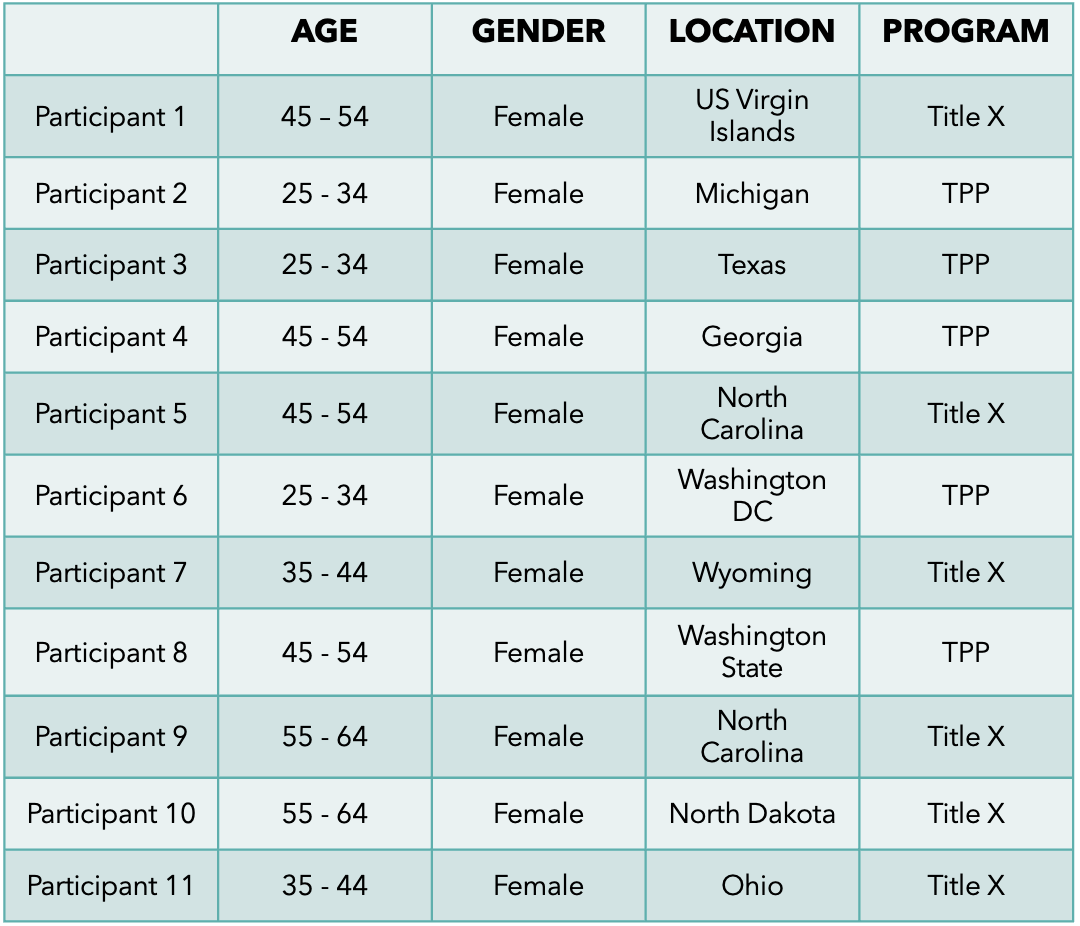 AGE GENDER LOCATION PROGRAM
Participant 1 45 – 54 Female US Virgin Islands Title X
Participant 2 25 - 34 Female Michigan TPP
Participant 3 25 - 34 Female Texas TPP
Participant 4 45 - 54 Female Georgia TPP
Participant 5 45 - 54 Female North Carolina Title X
Participant 6 25 - 34 Female Washington DC TPP
Participant 7 35 - 44 Female Wyoming Title X
Participant 8 45 - 54 Female Washington State TPP
Participant 9 55 - 64 Female North Carolina Title X
Participant 10 55 - 64 Female North Dakota Title X
Participant 11 35 - 44 Female Ohio Title X